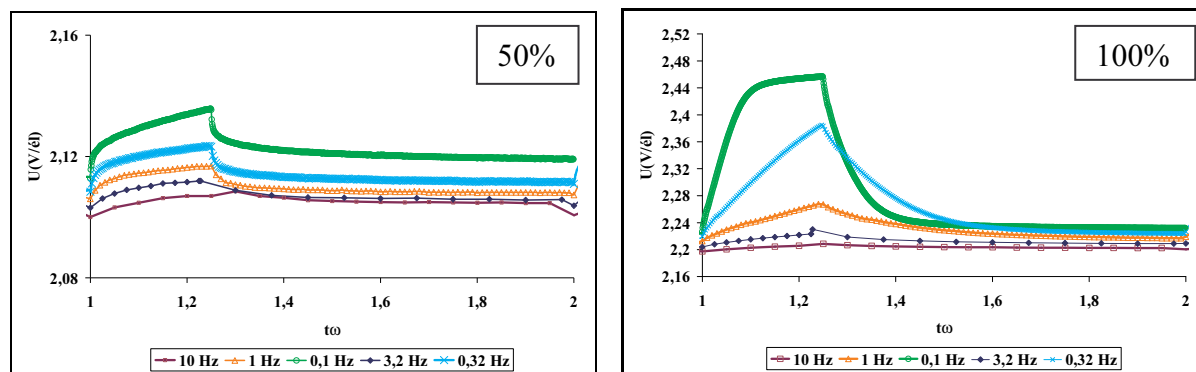 2,16
50%
2,12
2,08
U(V/él)
1 1,2 1,4 1,6 1,8 2
tω
10 Hz 1 Hz 0,1 Hz 3,2 Hz 0,32 Hz
2,52
100%
2,48
2,44
2,4
2,36
2,32
2,28
2,24
2,2
2,16
U(V/él)
1 1,2 1,4 1,6 1,8 2
tω
10 Hz 1 Hz 0,1 Hz 3,2 Hz 0,32 Hz